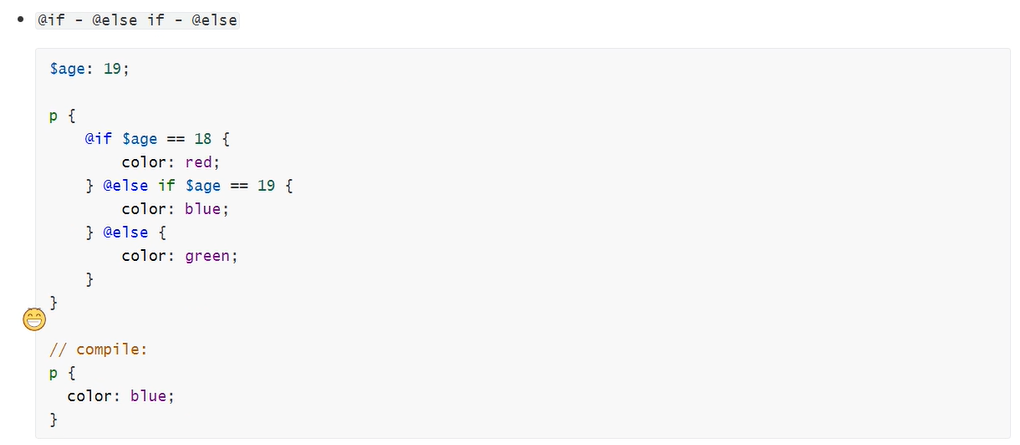 @if - @else if - @else
$age: 19;
p {
@if $age == 18 {
color: red;
} @else if $age == 19 {
color: blue;
} @else {
color: green;
}
}
// compile:
p {
color: blue;
}